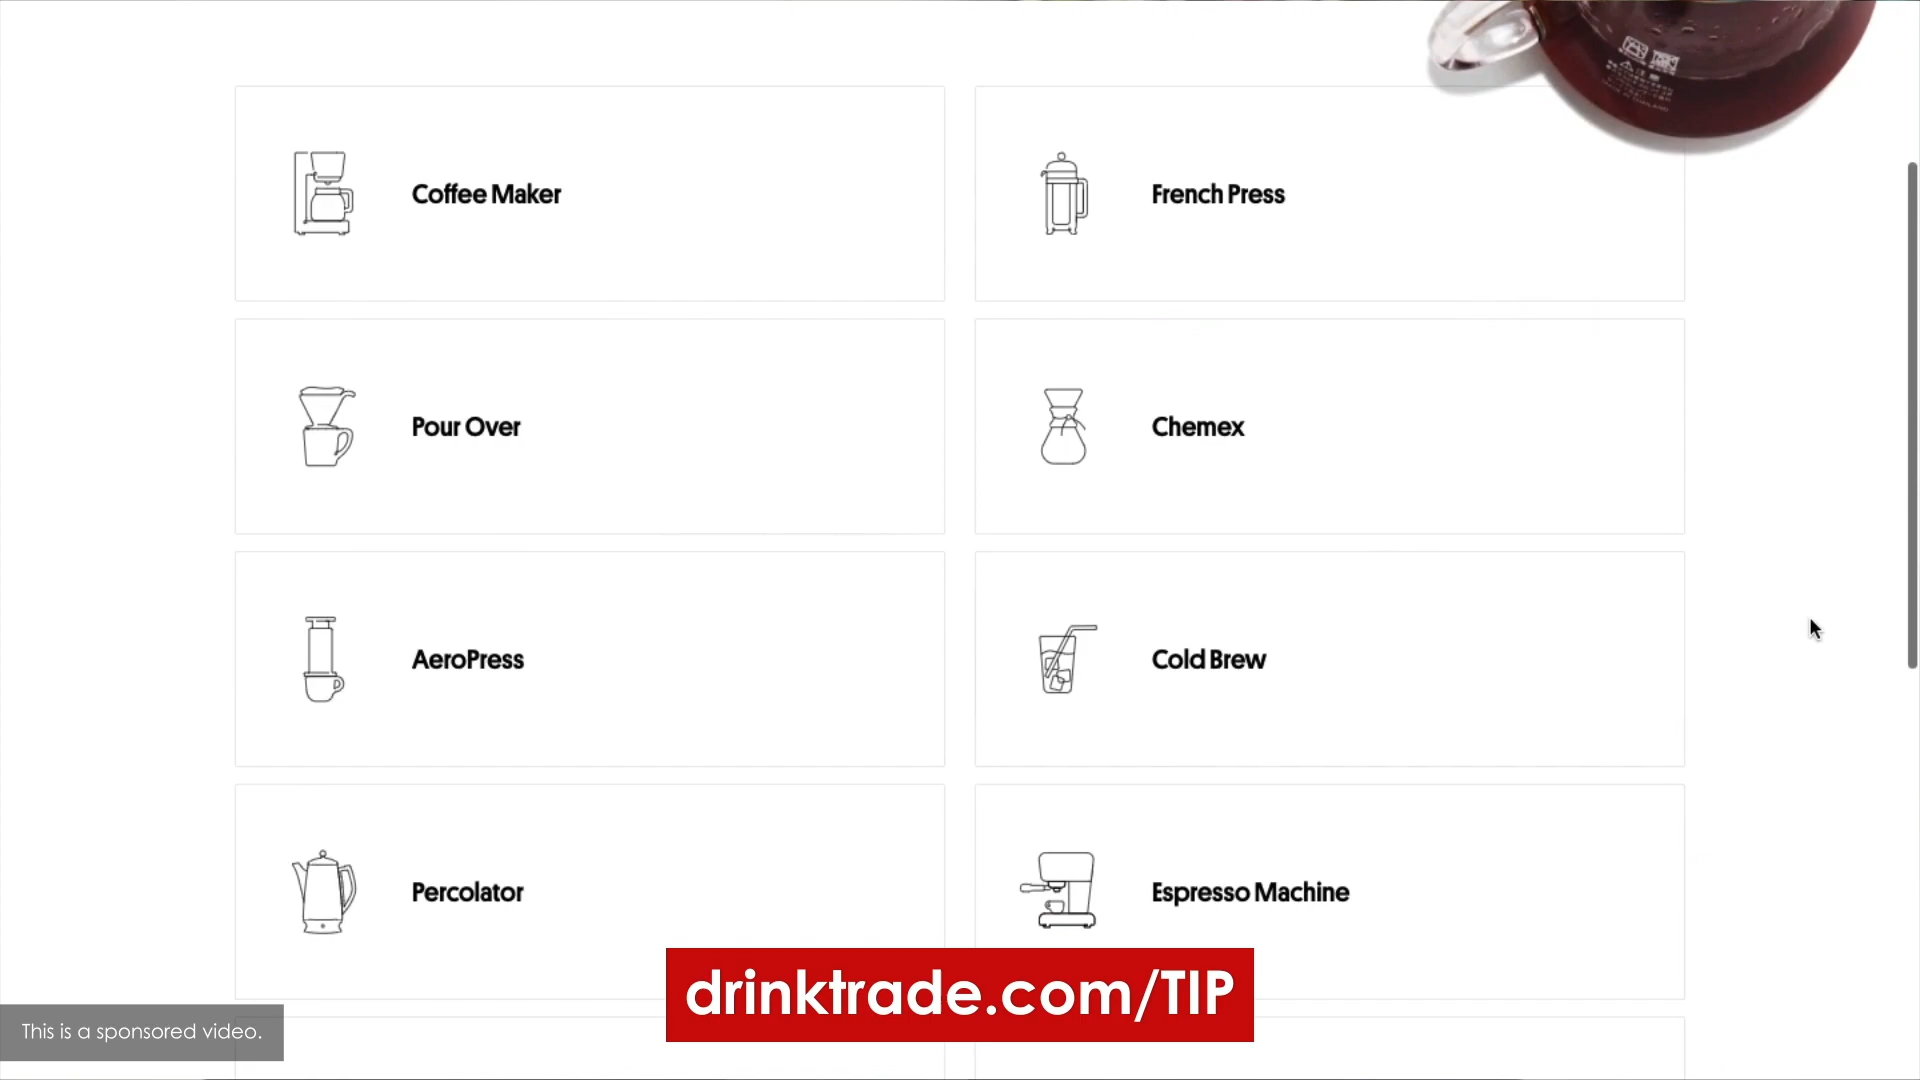 Coffee Maker
French Press
Pour Over
Chemex
AeroPress
Cold Brew
Percolator
Espresso Machine
drinktrade.com/TIP
This is a sponsored video.